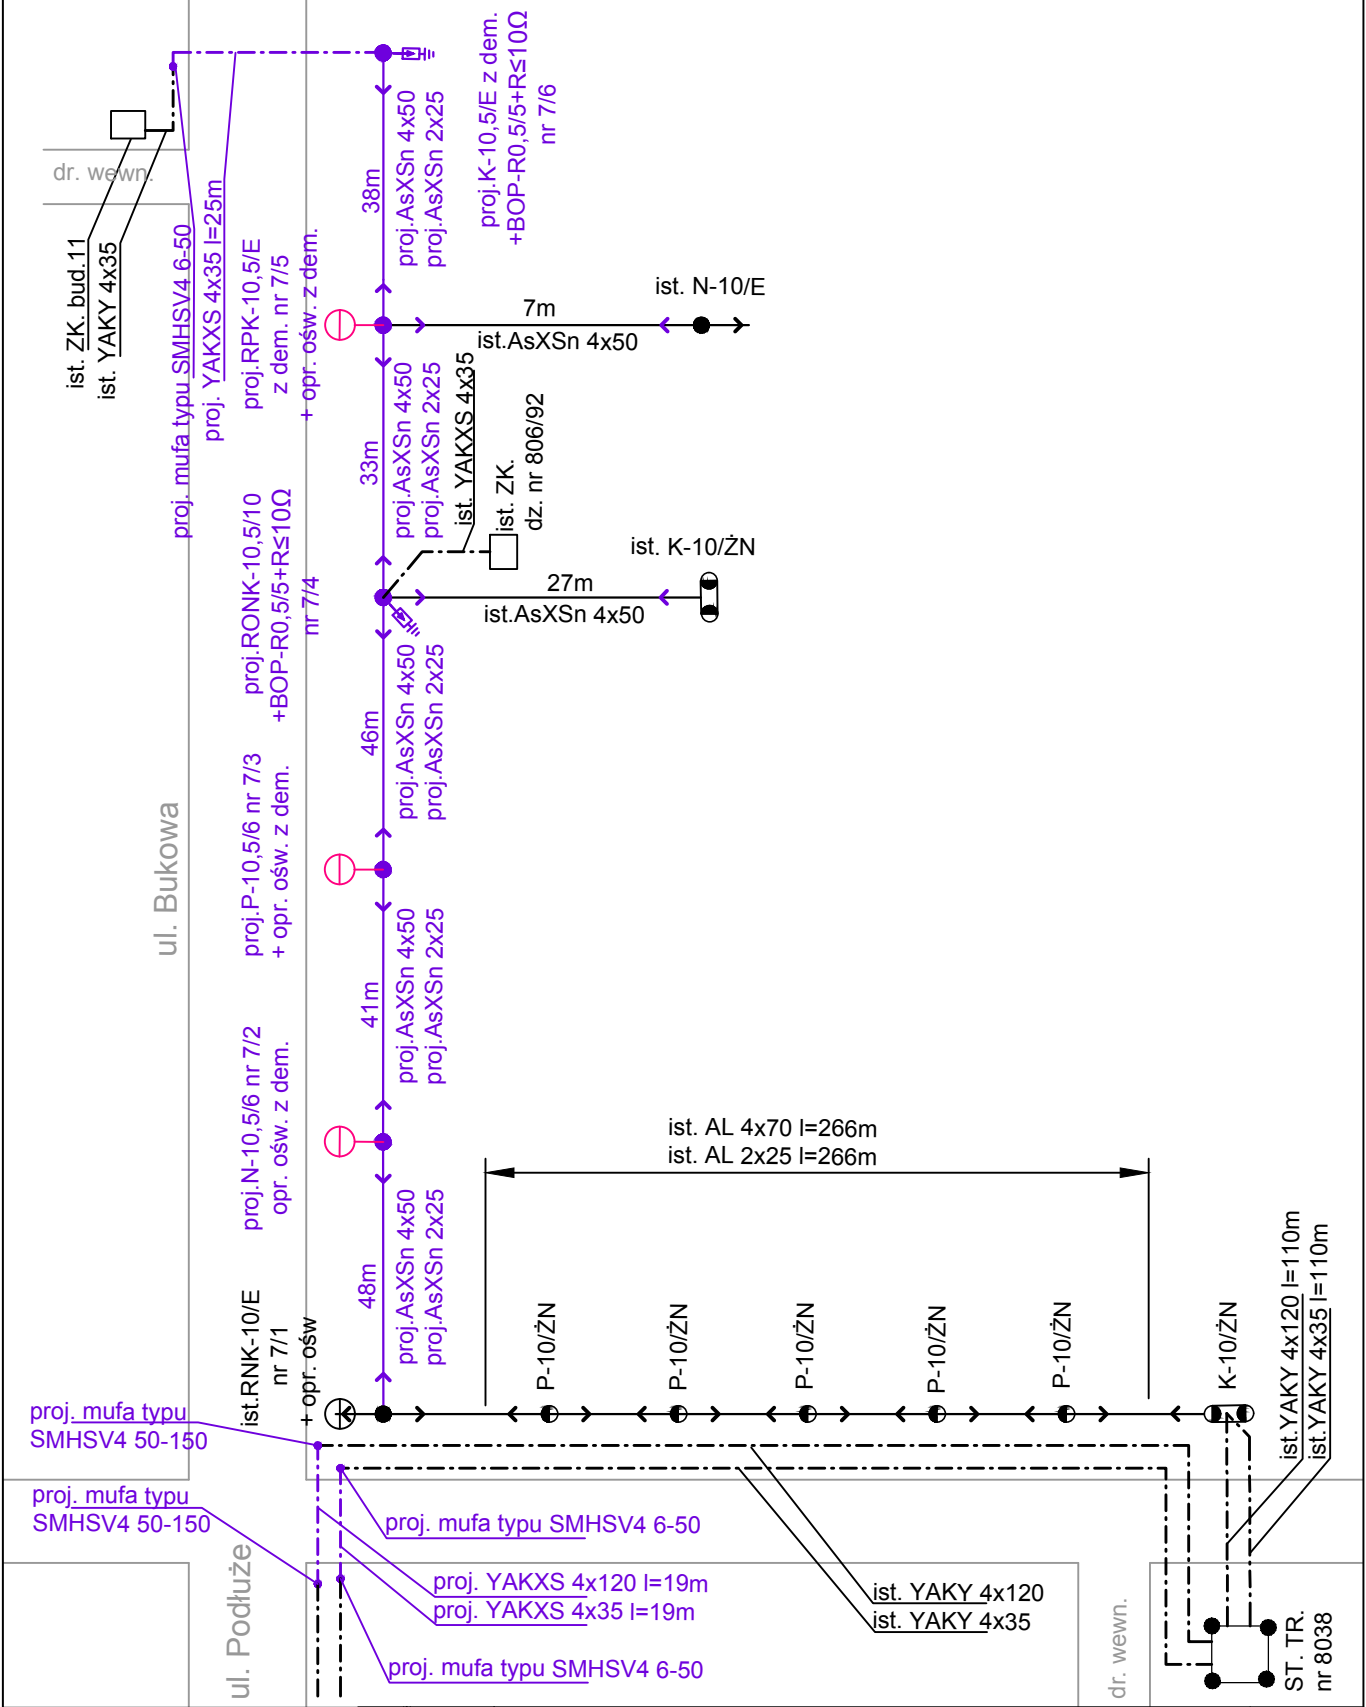 proj.K-10,5/E z dem.
+BOP-R0,5/5+R≤10Ω
nr 7/6
38m
proj.AsXSn 4x50
proj.AsXSn 2x25
dr. wewn.
ist. ZK. bud.11
ist. YAKY 4x35
proj. mufa typu SMHSV4 6-50
proj. YAKXS 4x35 l=25m
proj.RPK-10,5/E
z dem. nr 7/5
+ opr. ośw. z dem.
ist. N-10/E
7m
ist.AsXSn 4x50
33m
proj.AsXSn 4x50
proj.AsXSn 2x25
ist. YAKXS 4x35
ist. ZK.
dz. nr 806/92
proj.RONK-10,5/10
+BOP-R0,5/5+R≤10Ω
nr 7/4
ist. K-10/ŻN
27m
ist.AsXSn 4x50
46m
proj.AsXSn 4x50
proj.AsXSn 2x25
ul. Bukowa
proj.P-10,5/6 nr 7/3
+ opr. ośw. z dem.
41m
proj.AsXSn 4x50
proj.AsXSn 2x25
proj.N-10,5/6 nr 7/2
opr. ośw. z dem.
ist. AL 4x70 l=266m
ist. AL 2x25 l=266m
48m
proj.AsXSn 4x50
proj.AsXSn 2x25
ist.RNK-10/E
nr 7/1
+ opr. ośw
P-10/ŻN
P-10/ŻN
P-10/ŻN
P-10/ŻN
P-10/ŻN
K-10/ŻN
ist.YAKY 4x120 l=110m
ist.YAKY 4x35 l=110m
proj. mufa typu
SMHSV4 50-150
proj. mufa typu
SMHSV4 50-150
proj. mufa typu SMHSV4 6-50
ul. Podłuże
proj. YAKXS 4x120 l=19m
proj. YAKXS 4x35 l=19m
ist. YAKY 4x120
ist. YAKY 4x35
proj. mufa typu SMHSV4 6-50
dr. wewn.
ST. TR.
nr 8038